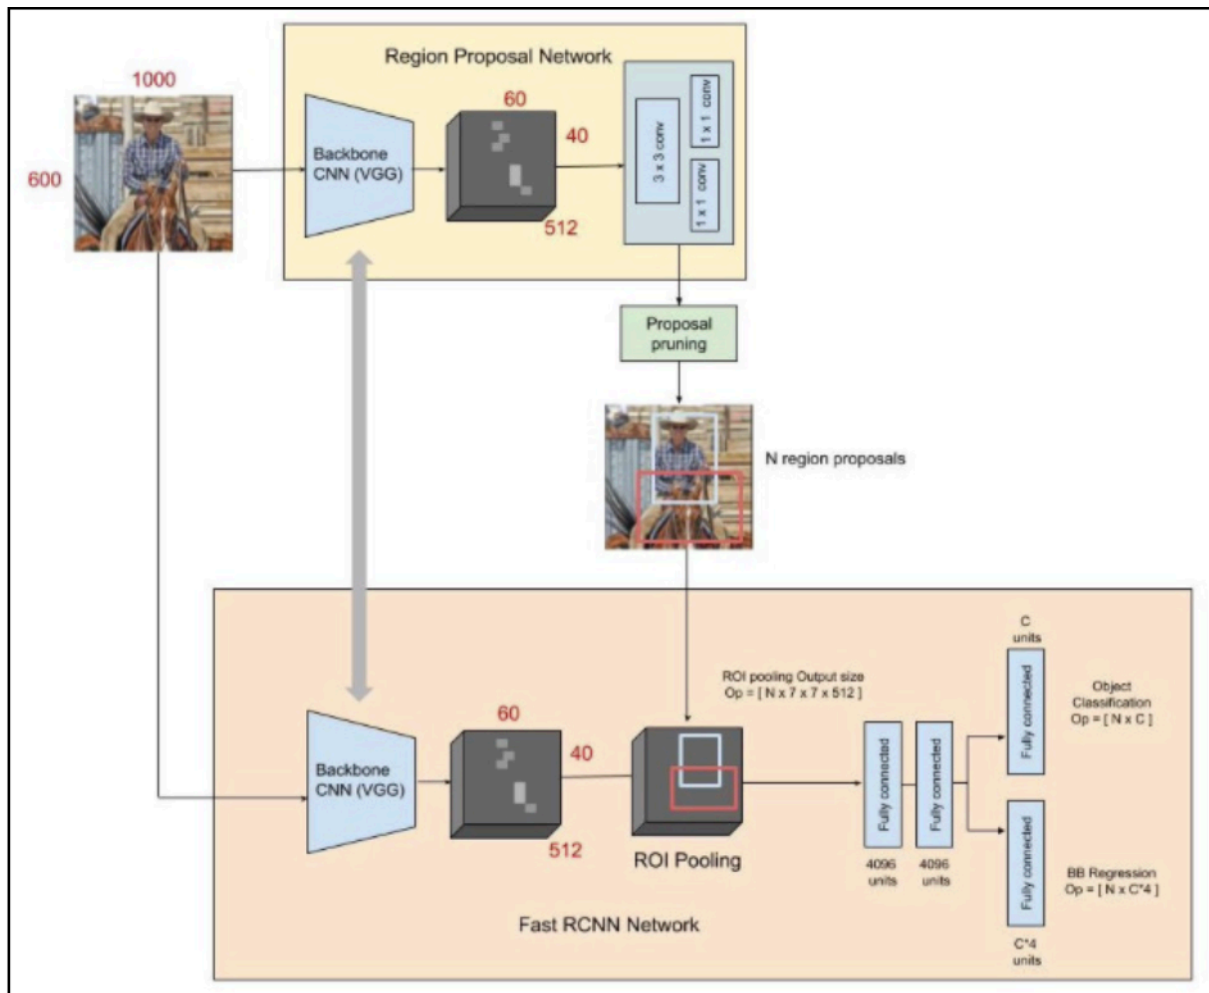 Region Proposal Network
1000
600
Backbone
CNN (VGG)
60
40
512
3 x 3 conv
1 x 1 conv
1 x 1 conv
Proposal
pruning
N region proposals
Backbone
CNN (VGG)
60
40
512
ROI pooling Output size
Op = [ N x 7 x 7 x 512 ]
ROI Pooling
Fully connected
4096
units
Fully connected
4096
units
C
units
Fully connected
Object
Classification
Op = [ N x C ]
Fully connected
C*4
units
BB Regression
Op = [ N x C*4 ]
Fast RCNN Network